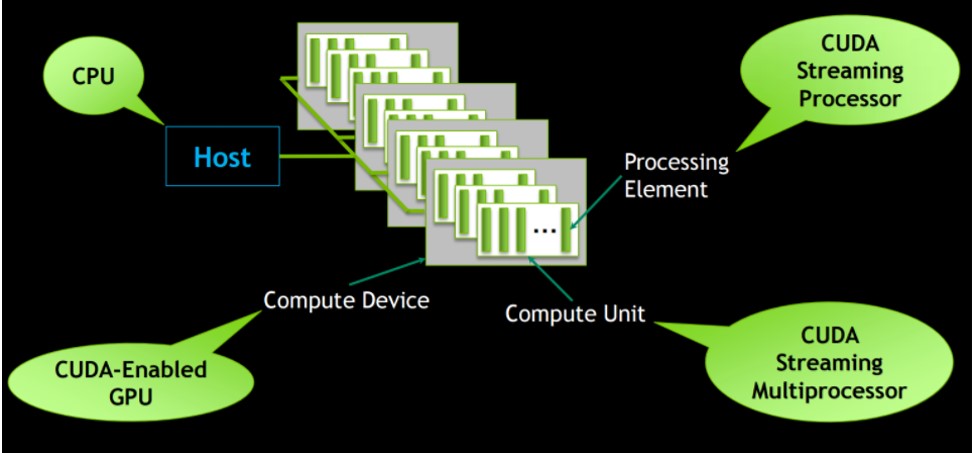 CPU
Host
CUDA
Streaming
Processor
Processing
Element
...
Compute Device
Compute Unit
CUDA-Enabled
GPU
CUDA
Streaming
Multiprocessor